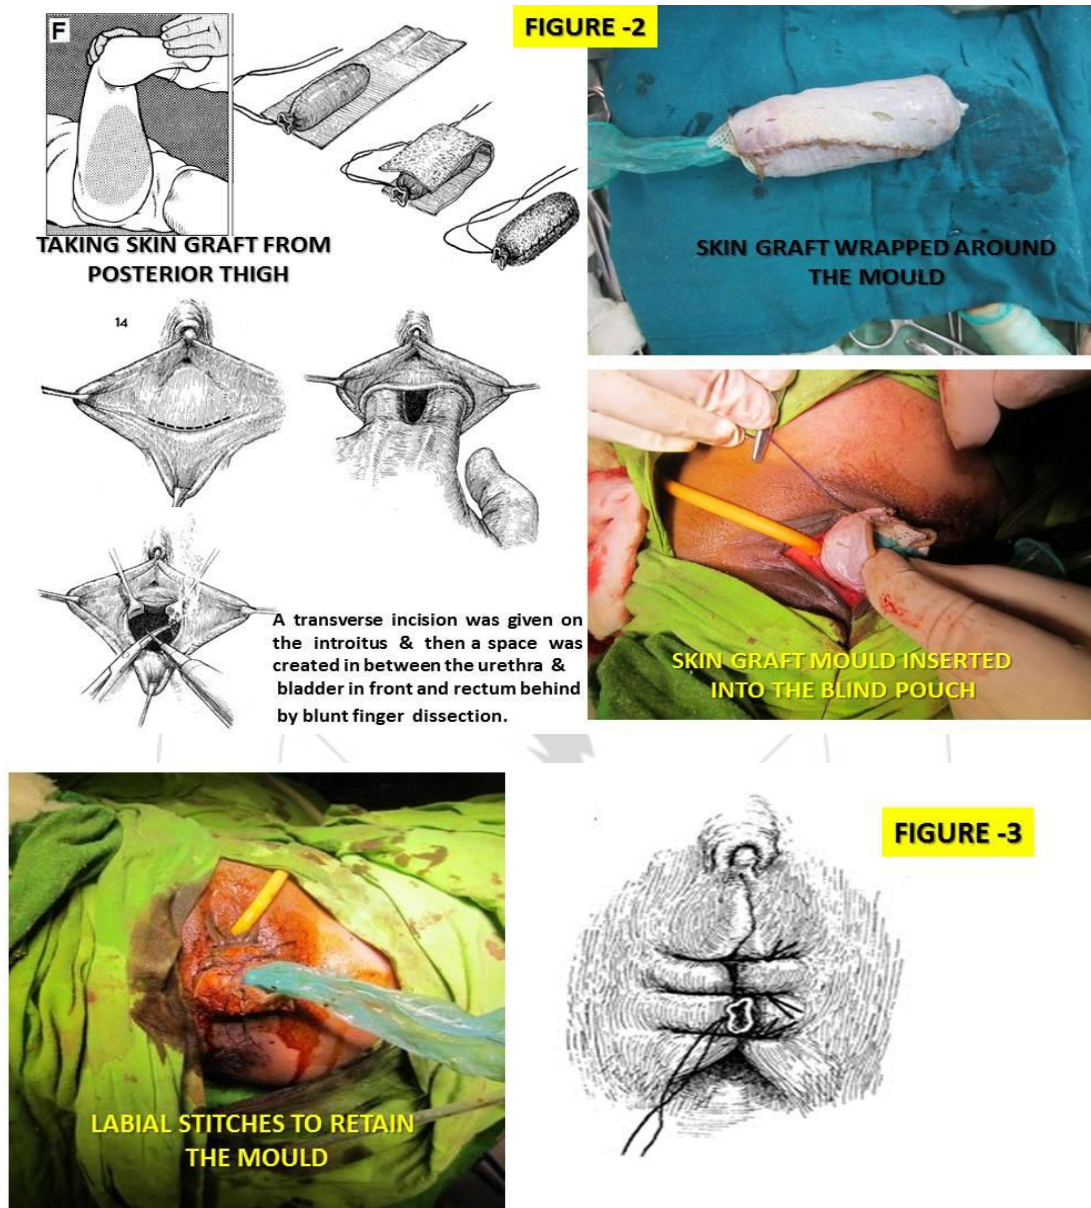 F
FIGURE -2
TAKING SKIN GRAFT FROM
POSTERIOR THIGH
SKIN GRAFT WRAPPED AROUND
THE MOULD
14
A transverse incision was given on
the introitus & then a space was
created in between the urethra &
bladder in front and rectum behind
by blunt finger dissection.
SKIN GRAFT MOULD INSERTED
INTO THE BLIND POUCH
FIGURE -3
LABIAL STITCHES TO RETAIN
THE MOULD